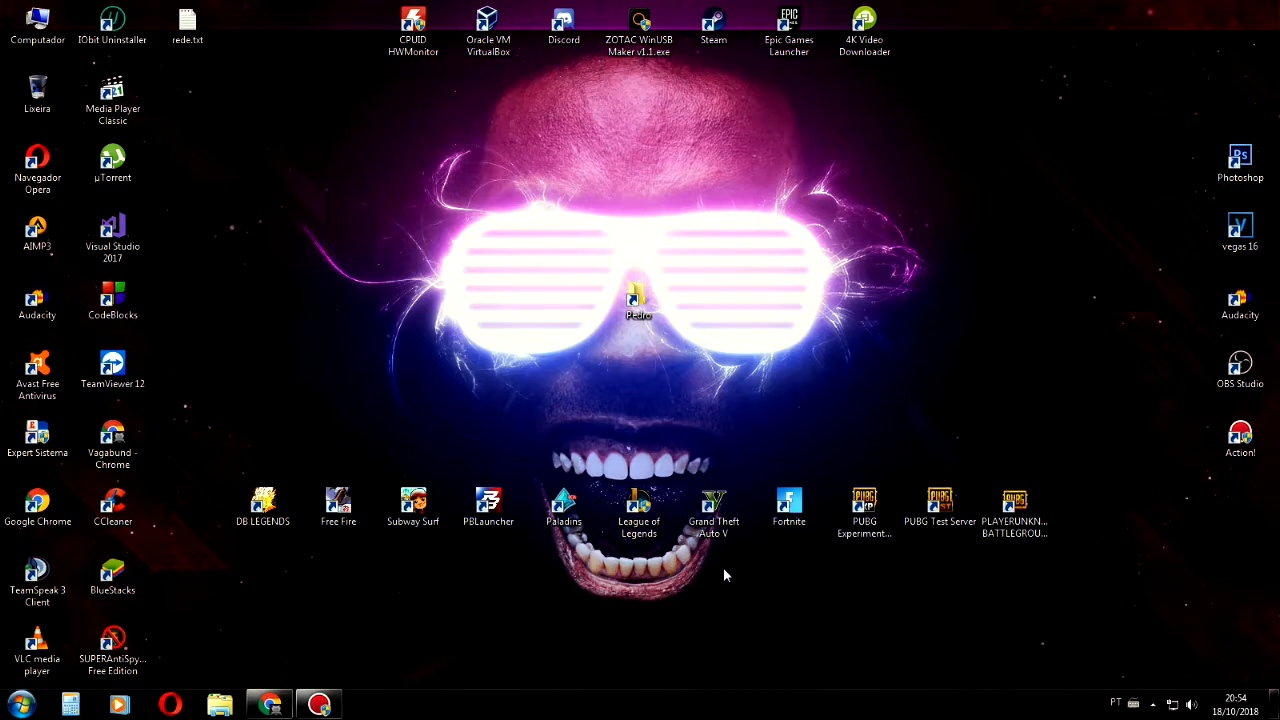 Computador
IObit Uninstaller
rede.txt
CPUID
HWMonitor
Oracle VM
VirtualBox
Discord
ZOTAC WinUSB
Maker v1.1.exe
Steam
EPIC
GAMES
Epic Games
Launcher
4K Video
Downloader
Lixeira
Media Player
Classic
Navegador
Opera
µTorrent
Ps
Photoshop
AIMP3
Visual Studio
2017
V
vegas 16
Audacity
CodeBlocks
Pedro
Audacity
Avast Free
Antivirus
TeamViewer 12
OBS Studio
Expert Sistema
Vagabund -
Chrome
Action!
Google Chrome
CCleaner
DB LEGENDS
Free Fire
Subway Surf
PBLauncher
Paladins
League of
Legends
Grand Theft
Auto V
Fortnite
PUBG
Experiment...
PUBG Test Server
PLAYERUNKN...
BATTLEGROU...
TeamSpeak 3
Client
BlueStacks
VLC media
player
SUPERAntiSpy...
Free Edition
PT
20:54
18/10/2018